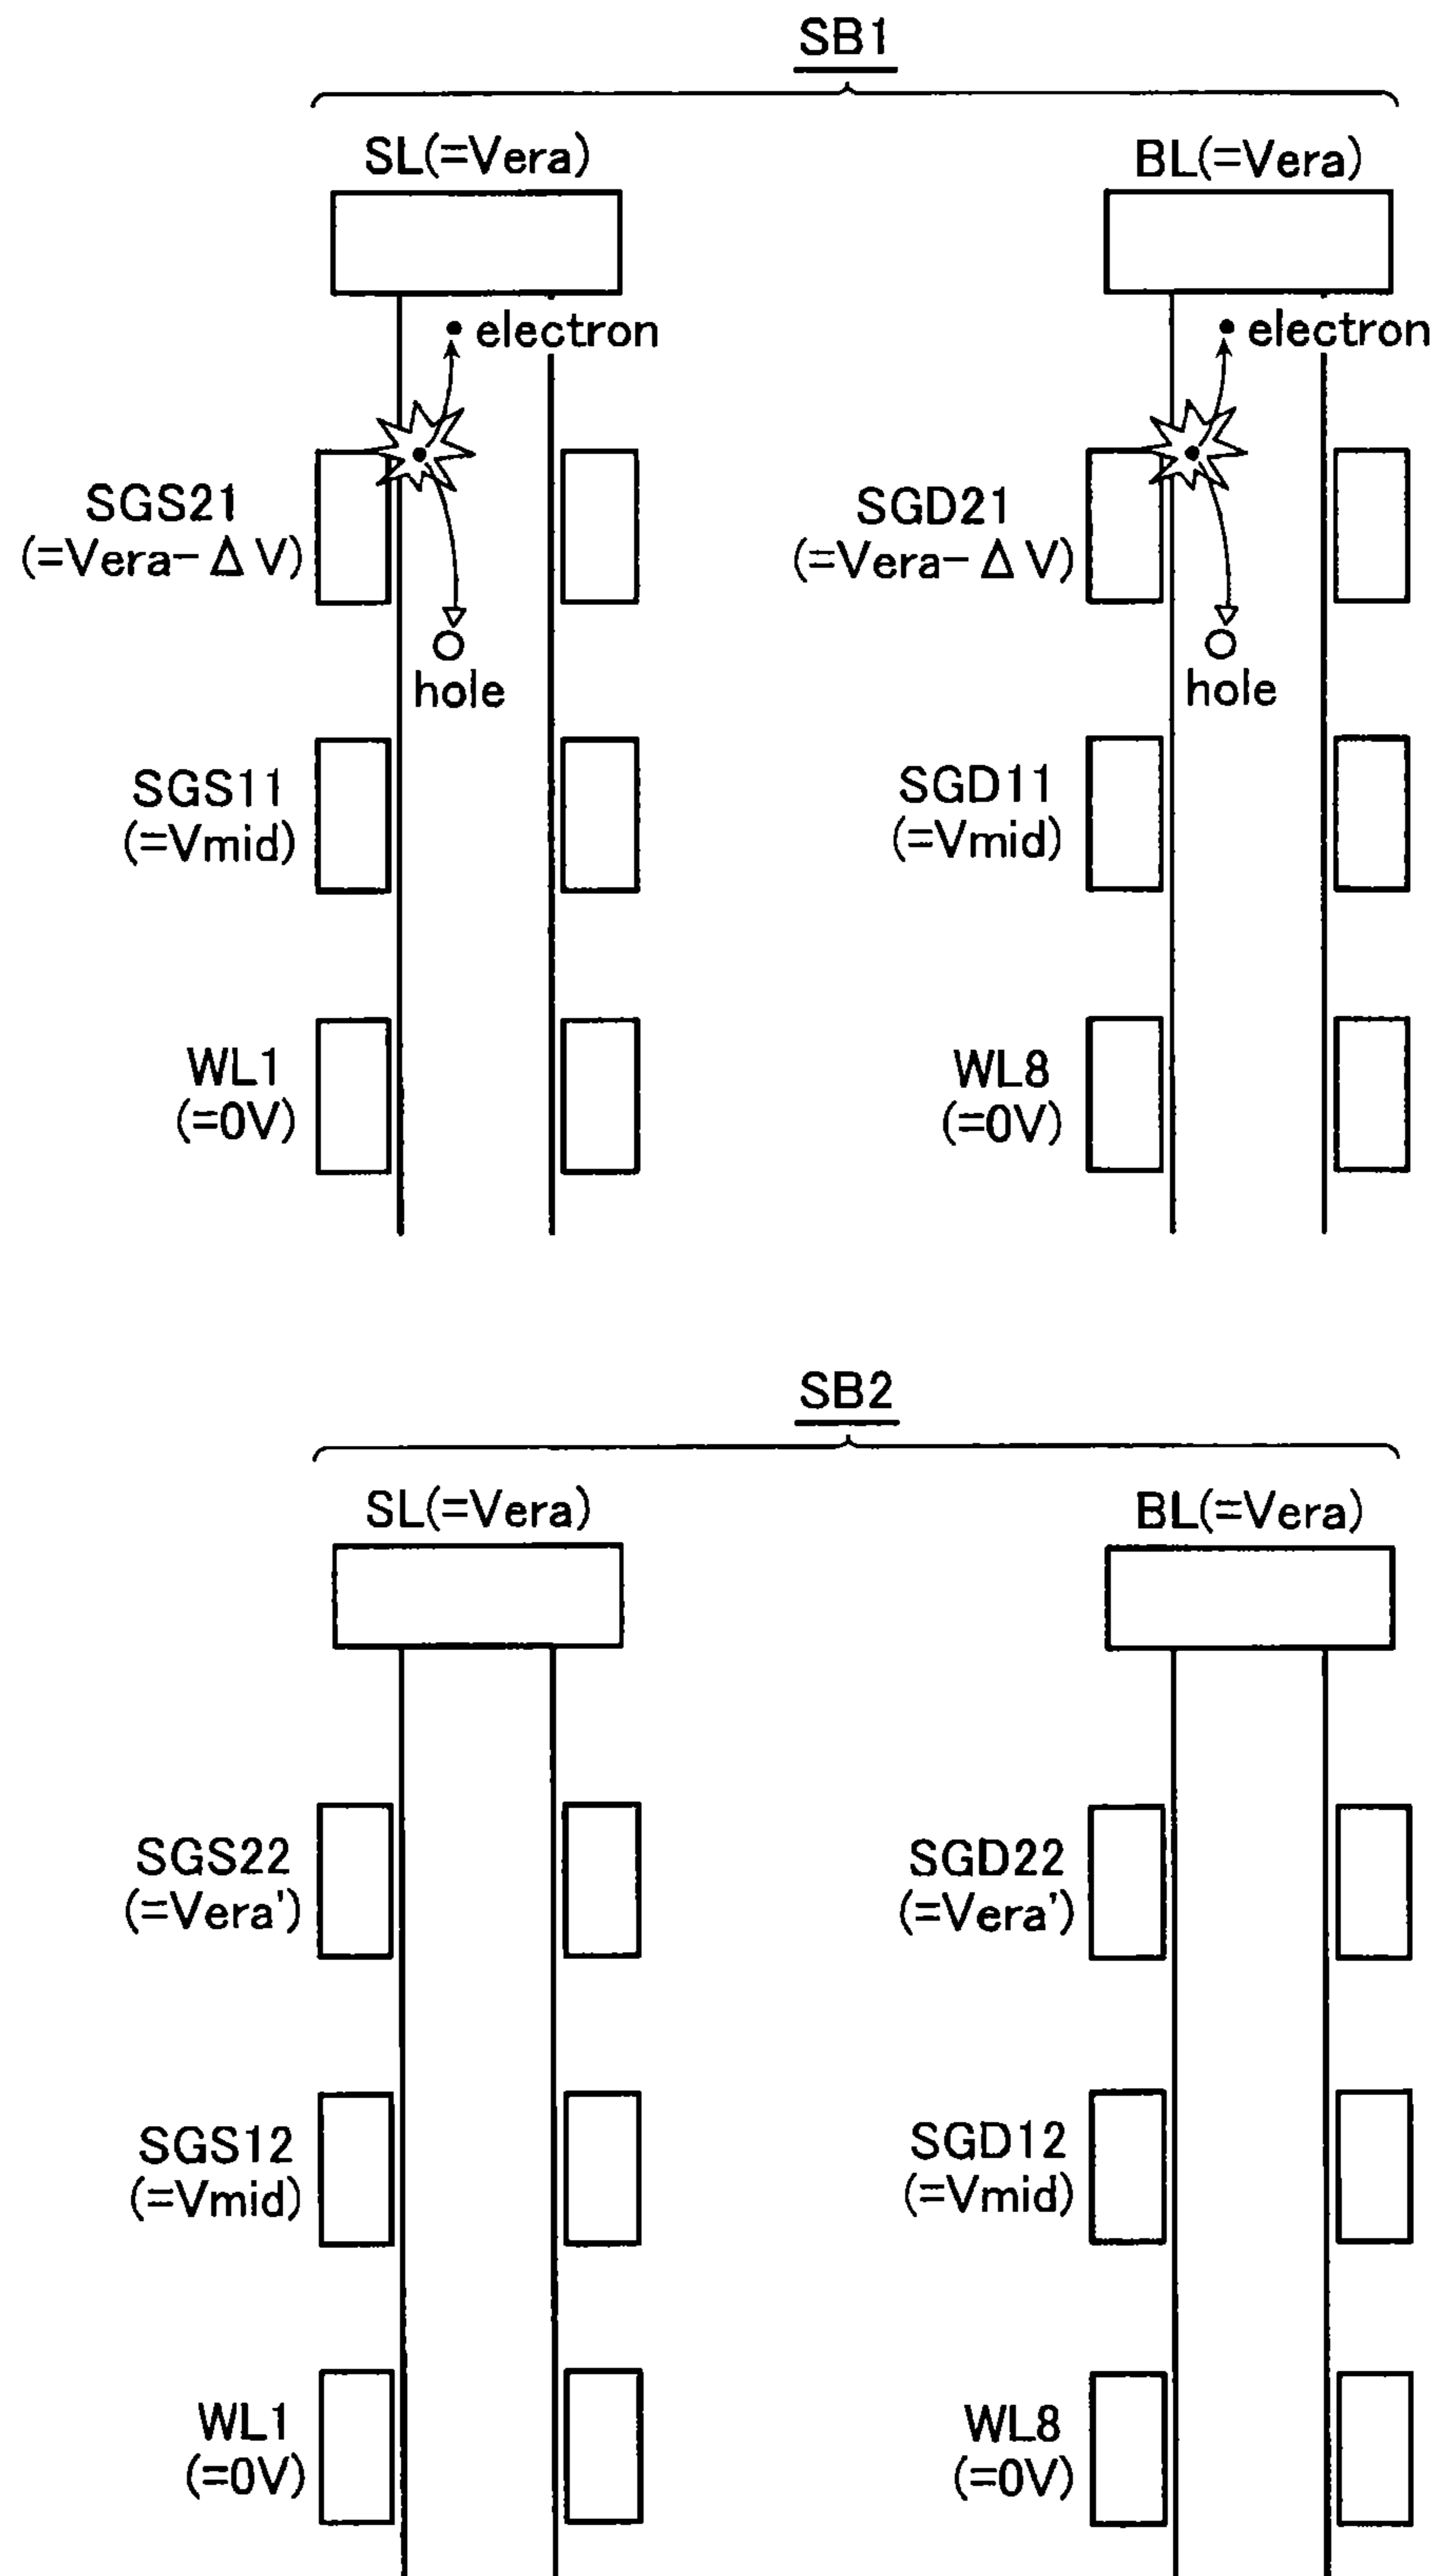 SB1
SL(=Vera)
BL(=Vera)
electron
electron
SGS21
(=Vera-ΔV)
SGD21
(=Vera-ΔV)
hole
hole
SGS11
(=Vmid)
SGD11
(=Vmid)
WL1
(=0V)
WL8
(=0V)
SB2
SL(=Vera)
BL(=Vera)
SGS22
(=Vera')
SGD22
(=Vera')
SGS12
(=Vmid)
SGD12
(=Vmid)
WL1
(=0V)
WL8
(=0V)